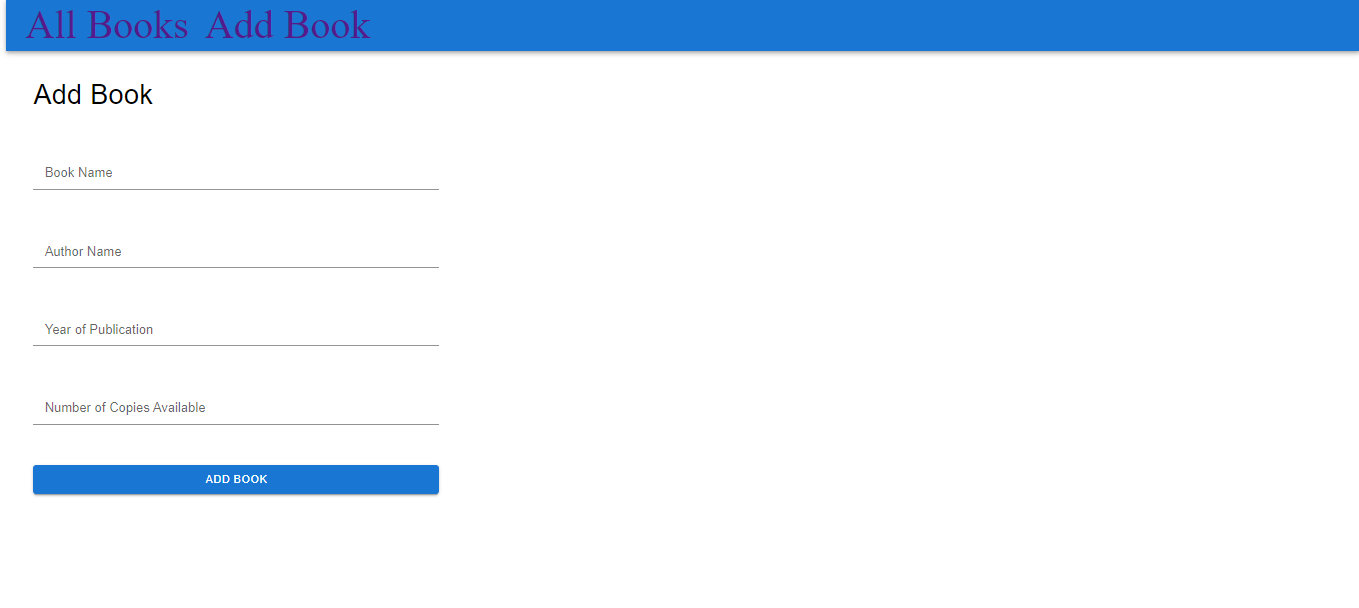 All Books Add Book
Add Book
Book Name
Author Name
Year of Publication
Number of Copies Available
ADD BOOK